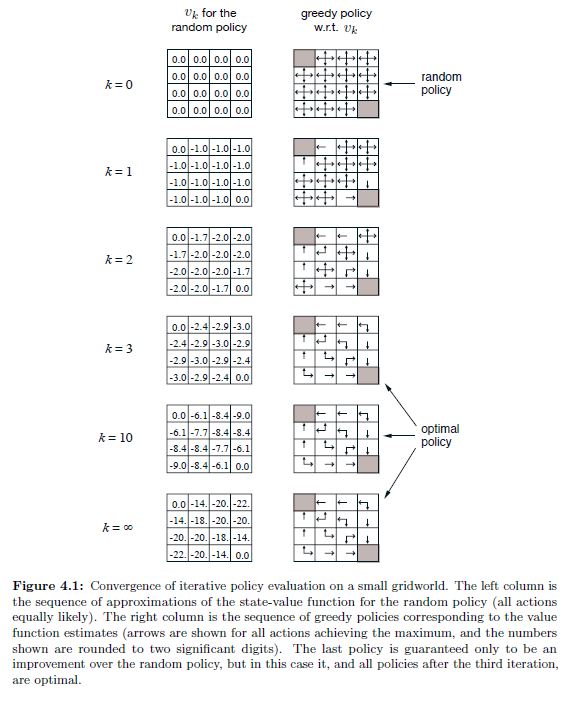 vk for the
random policy
greedy policy
w.r.t. vk
k = 0
0.0 0.0 0.0 0.0
0.0 0.0 0.0 0.0
0.0 0.0 0.0 0.0
0.0 0.0 0.0 0.0
random
policy
k = 1
0.0 -1.0 -1.0 -1.0
-1.0 -1.0 -1.0 -1.0
-1.0 -1.0 -1.0 -1.0
-1.0 -1.0 -1.0 0.0
k = 2
0.0 -1.7 -2.0 -2.0
-1.7 -2.0 -2.0 -2.0
-2.0 -2.0 -2.0 -1.7
-2.0 -2.0 -1.7 0.0
k = 3
0.0 -2.4 -2.9 -3.0
-2.4 -2.9 -3.0 -2.9
-2.9 -3.0 -2.9 -2.4
-3.0 -2.9 -2.4 0.0
k = 10
0.0 -6.1 -8.4 -9.0
-6.1 -7.7 -8.4 -8.4
-8.4 -8.4 -7.7 -6.1
-9.0 -8.4 -6.1 0.0
optimal
policy
k = ∞
0.0 -14. -20. -22.
-14. -18. -20. -20.
-20. -20. -18. -14.
-22. -20. -14. 0.0
Figure 4.1: Convergence of iterative policy evaluation on a small gridworld. The left column is
the sequence of approximations of the state-value function for the random policy (all actions
equally likely). The right column is the sequence of greedy policies corresponding to the value
function estimates (arrows are shown for all actions achieving the maximum, and the numbers
shown are rounded to two significant digits). The last policy is guaranteed only to be an
improvement over the random policy, but in this case it, and all policies after the third iteration,
are optimal.